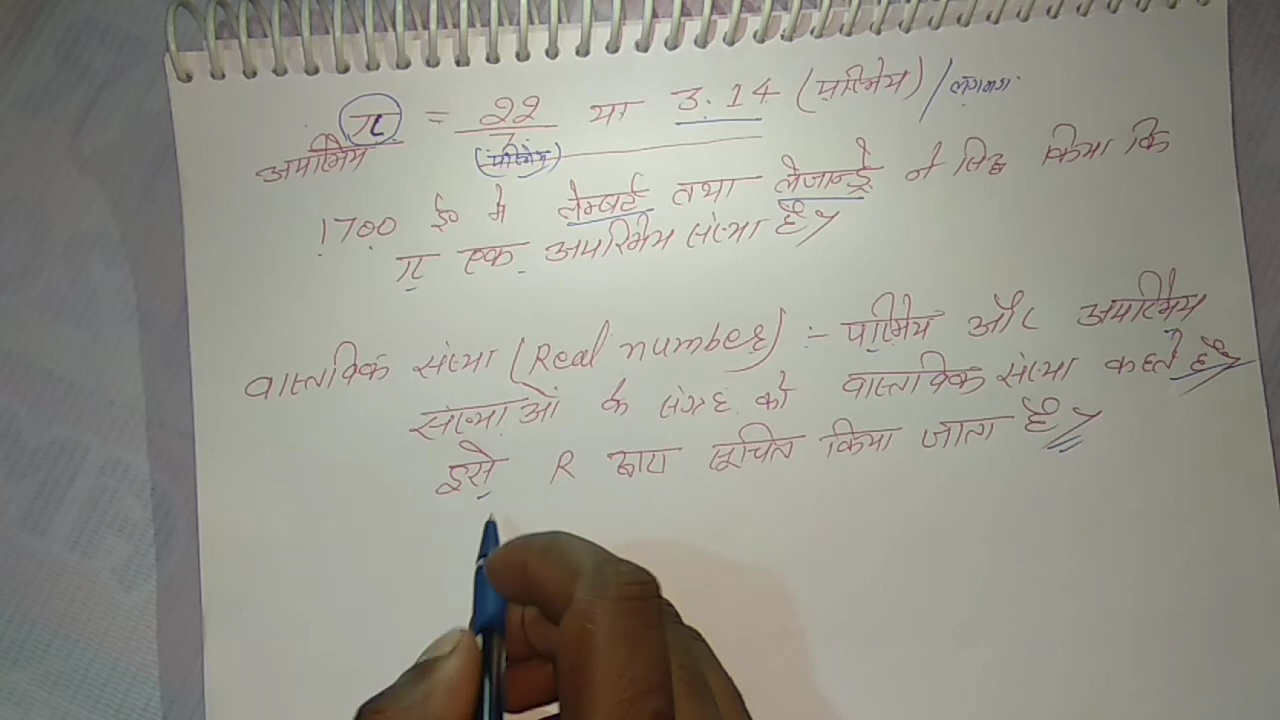 π = 22/7 या 3.14 (परिमेय) / लगभग
अपरिमेय (परिमेय)
1700 ई० मे लेम्बर्ट तथा लेजान्ड्रे ने सिद्ध किया कि
π एक अपरिमेय संख्या है।
वास्तविक संख्या (Real numbers) :- परिमेय और अपरिमेय
संख्याओं के संग्रह को वास्तविक संख्या कहते है।
इसे R द्वारा सूचित किया जाता है।